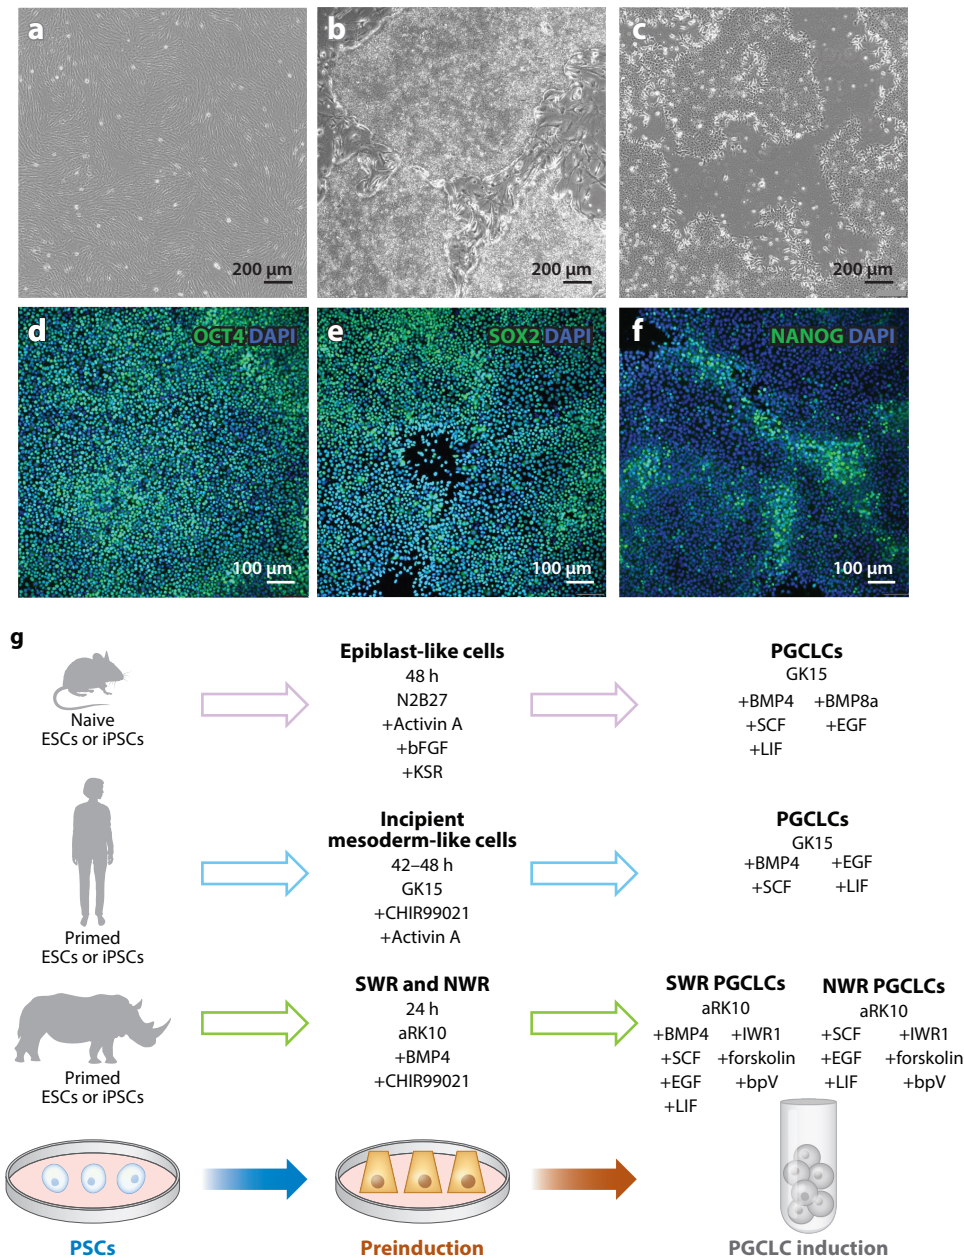 a
b
c
200 µm
200 µm
200 µm
d
OCT4 DAPI
e
SOX2 DAPI
f
NANOG DAPI
100 µm
100 µm
100 µm
g
Naive
ESCs or iPSCs
Epiblast-like cells
48 h
N2B27
+Activin A
+bFGF
+KSR
PGCLCs
GK15
+BMP4 +BMP8a
+SCF +EGF
+LIF
Primed
ESCs or iPSCs
Incipient
mesoderm-like cells
42–48 h
GK15
+CHIR99021
+Activin A
PGCLCs
GK15
+BMP4 +EGF
+SCF +LIF
Primed
ESCs or iPSCs
SWR and NWR
24 h
aRK10
+BMP4
+CHIR99021
SWR PGCLCs
aRK10
+BMP4 +IWR1
+SCF +forskolin
+EGF +bpV
+LIF
NWR PGCLCs
aRK10
+SCF +IWR1
+EGF +forskolin
+LIF +bpV
PSCs
Preinduction
PGCLC induction